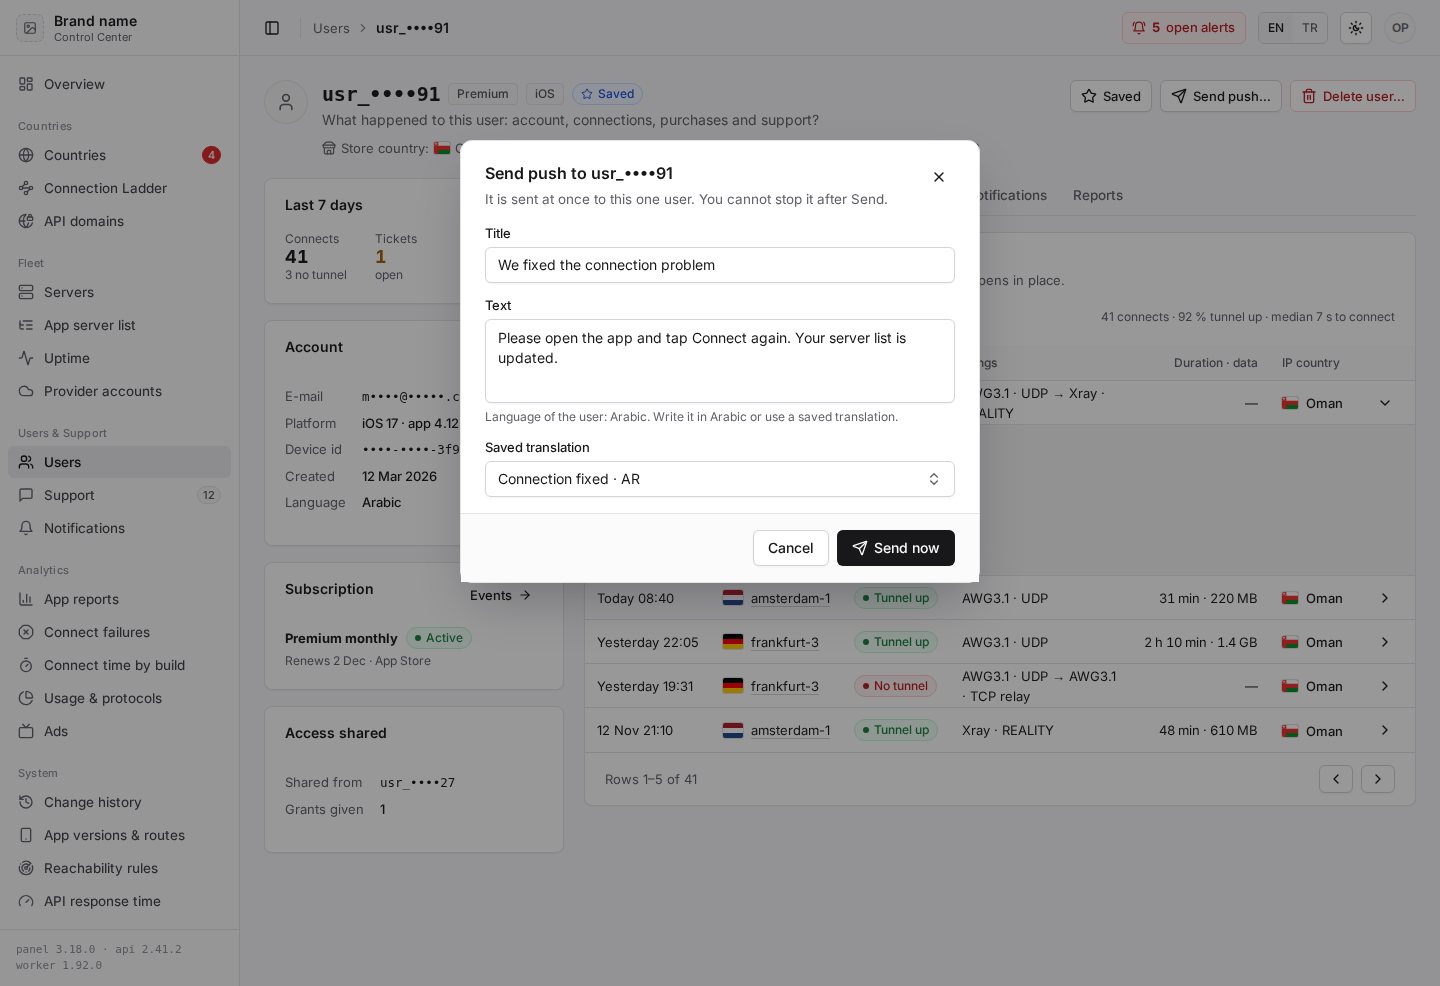 Brand name
Control Center
Users
usr_••••91
5 open alerts
EN
TR
OP
Overview
Countries
Countries
4
Connection Ladder
API domains
Fleet
Servers
App server list
Uptime
Provider accounts
Users & Support
Users
Support
12
Notifications
Analytics
App reports
Connect failures
Connect time by build
Usage & protocols
Ads
System
Change history
App versions & routes
Reachability rules
API response time
panel 3.18.0 · api 2.41.2
worker 1.92.0
usr_••••91
Premium
iOS
Saved
What happened to this user: account, connections, purchases and support?
Store country:
Saved
Send push...
Delete user...
Last 7 days
Connects
Tickets
41
1
3 no tunnel
open
Account
E-mail
m••••@•••••.c
Platform
iOS 17 · app 4.12
Device id
••••-••••-3f9
Created
12 Mar 2026
Language
Arabic
Subscription
Events
Premium monthly
Active
Renews 2 Dec · App Store
Access shared
Shared from
usr_••••27
Grants given
1
Send push to usr_••••91
It is sent at once to this one user. You cannot stop it after Send.
Title
We fixed the connection problem
Text
Please open the app and tap Connect again. Your server list is
updated.
Language of the user: Arabic. Write it in Arabic or use a saved translation.
Saved translation
Connection fixed · AR
Cancel
Send now
Reports
in place.
41 connects · 92 % tunnel up · median 7 s to connect
Duration · data
IP country
UDP → Xray ·
—
Oman
Today 08:40
amsterdam-1
Tunnel up
AWG3.1 · UDP
31 min · 220 MB
Oman
Yesterday 22:05
frankfurt-3
Tunnel up
AWG3.1 · UDP
2 h 10 min · 1.4 GB
Oman
Yesterday 19:31
frankfurt-3
No tunnel
AWG3.1 · UDP → AWG3.1
· TCP relay
—
Oman
12 Nov 21:10
amsterdam-1
Tunnel up
Xray · REALITY
48 min · 610 MB
Oman
Rows 1–5 of 41